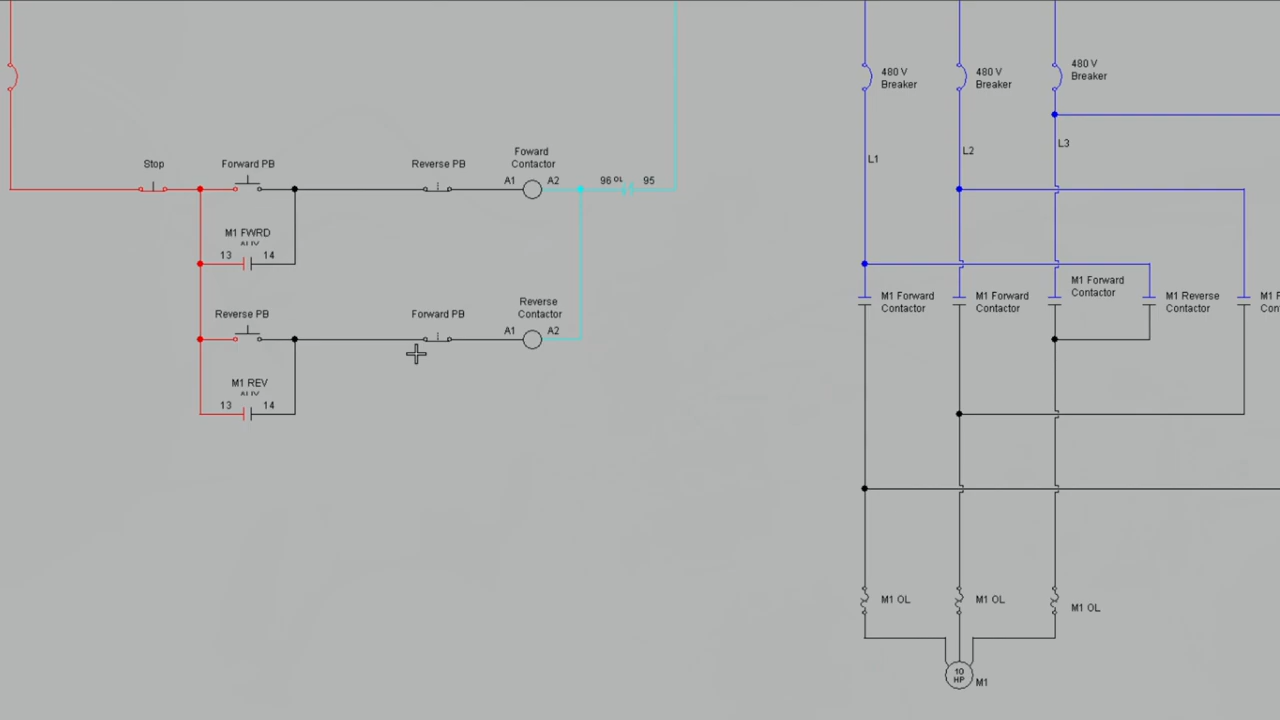 Stop
Forward PB
Reverse PB
Foward
Contactor
A1
A2
96
OL
95
M1 FWRD
13
14
Reverse PB
Forward PB
Reverse
Contactor
A1
A2
M1 REV
13
14
480 V
Breaker
480 V
Breaker
480 V
Breaker
L1
L2
L3
M1 Forward
Contactor
M1 Forward
Contactor
M1 Forward
Contactor
M1 Reverse
Contactor
M1
M1 OL
M1 OL
M1 OL
10
HP
M1